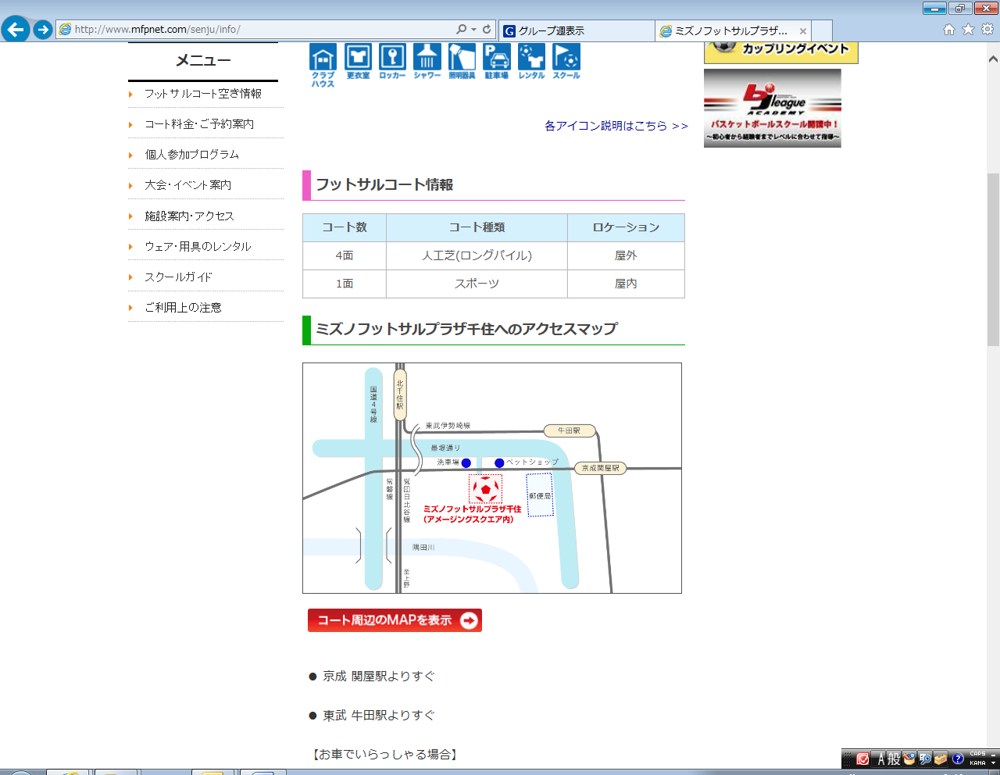 http://www.mfpnet.com/senju/info/
グループ週表示
ミズノフットサルプラザ...
メニュー
フットサルコート空き情報
コート料金・ご予約案内
個人参加プログラム
大会・イベント案内
施設案内・アクセス
ウェア・用具のレンタル
スクールガイド
ご利用上の注意
クラブハウス
更衣室
ロッカー
シャワー
照明器具
駐車場
レンタル
スクール
各アイコン説明はこちら >>
カップリングイベント
bj league
ACADEMY
バスケットボールスクール開講中！
～初心者から経験者までレベルに合わせて指導～
フットサルコート情報
コート数 コート種類 ロケーション
4面 人工芝(ロングパイル) 屋外
1面 スポーツ 屋内
ミズノフットサルプラザ千住へのアクセスマップ
国道4号線
北千住駅
東武伊勢崎線
牛田駅
墨堤通り
洗車場
ペットショップ
京成関屋駅
常磐線
営団日比谷線
郵便局
ミズノフットサルプラザ千住
(アメージングスクエア内)
隅田川
至上野
コート周辺のMAPを表示
● 京成 関屋駅よりすぐ
● 東武 牛田駅よりすぐ
【お車でいらっしゃる場合】
A 般
CAPS
KANA